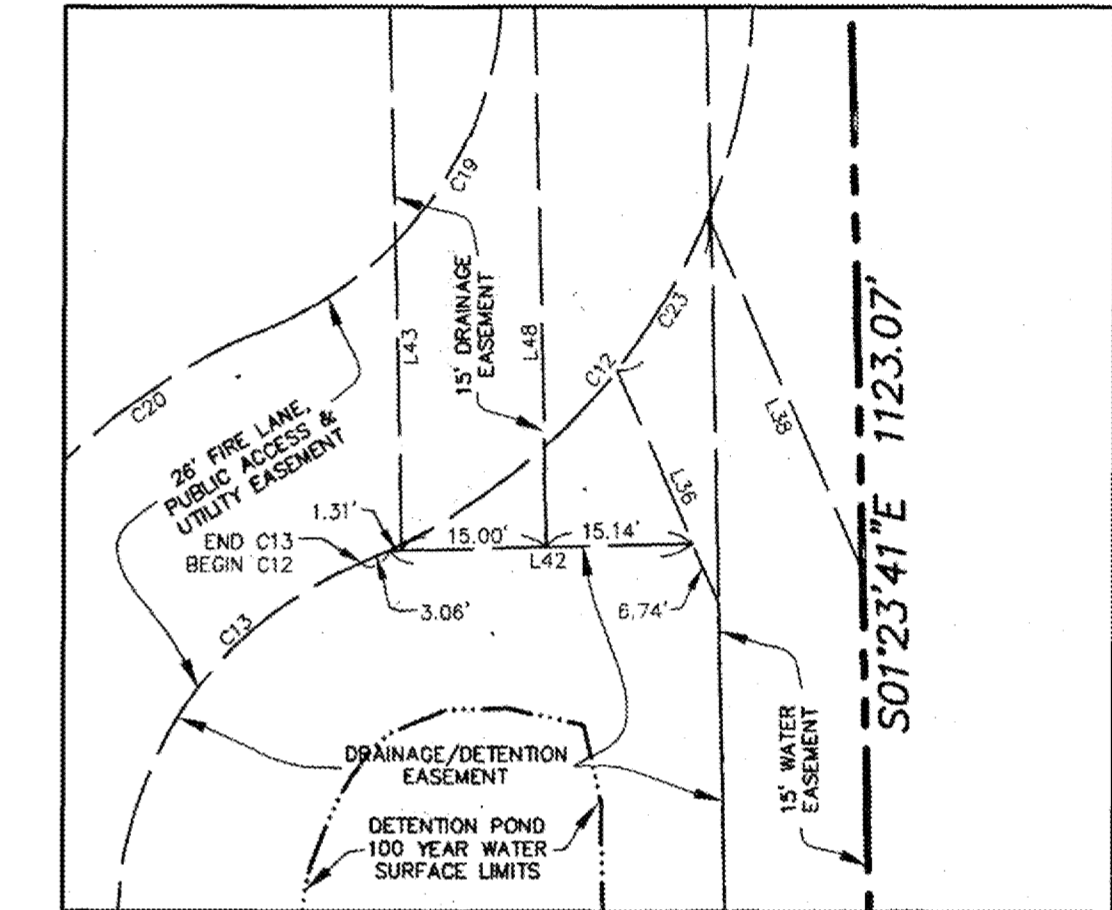 C19
15' DRAINAGE
EASEMENT
L43
L48
C23
C12
C20
L38
S01°23'41"E 1123.07'
26' FIRE LANE,
PUBLIC ACCESS &
UTILITY EASEMENT
L36
1.31'
END C13
BEGIN C12
15.00'
15.14'
L42
3.06'
6.74'
C13
DRAINAGE/DETENTION
EASEMENT
15' WATER
EASEMENT
DETENTION POND
100 YEAR WATER
SURFACE LIMITS